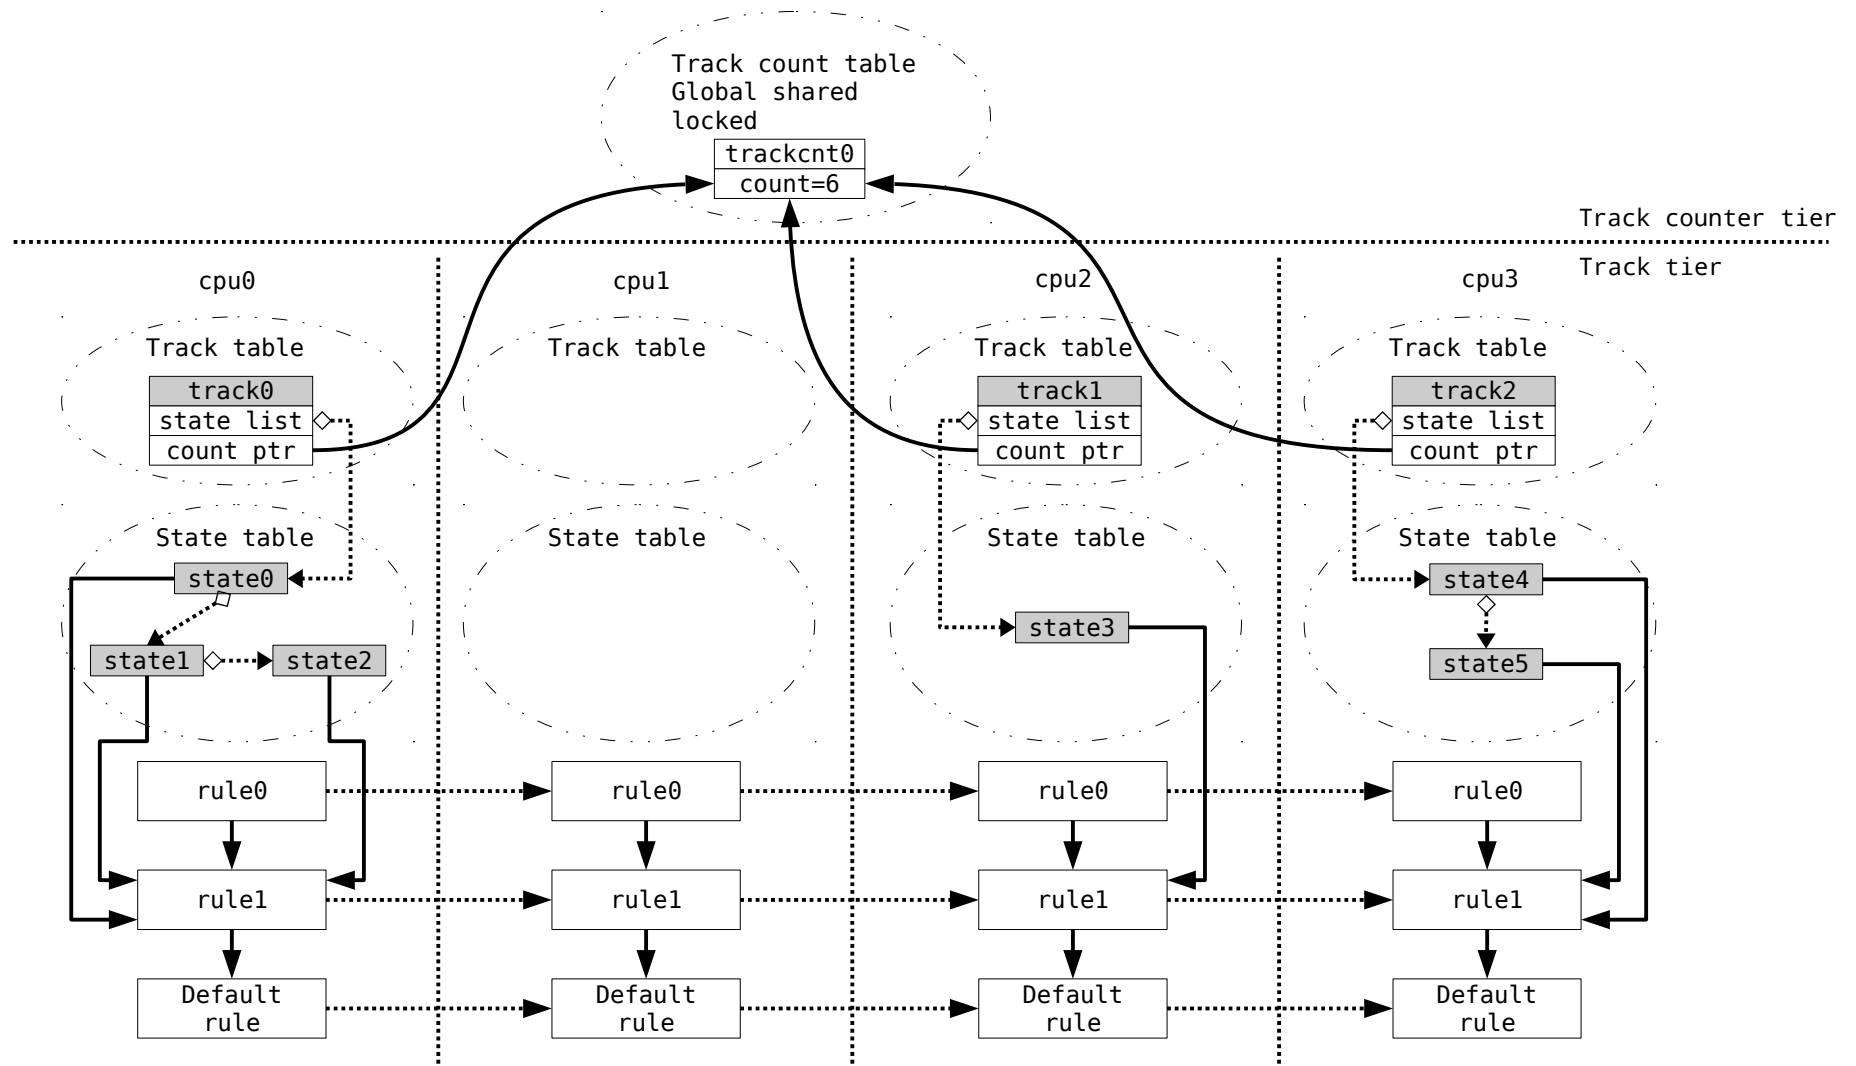 Track count table
Global shared
locked
trackcnt0
count=6
Track counter tier
Track tier
cpu0
cpu1
cpu2
cpu3
Track table
Track table
Track table
Track table
track0
state list
count ptr
track1
state list
count ptr
track2
state list
count ptr
State table
State table
State table
State table
state0
state1
state2
state3
state4
state5
rule0
rule0
rule0
rule0
rule1
rule1
rule1
rule1
Default
rule
Default
rule
Default
rule
Default
rule